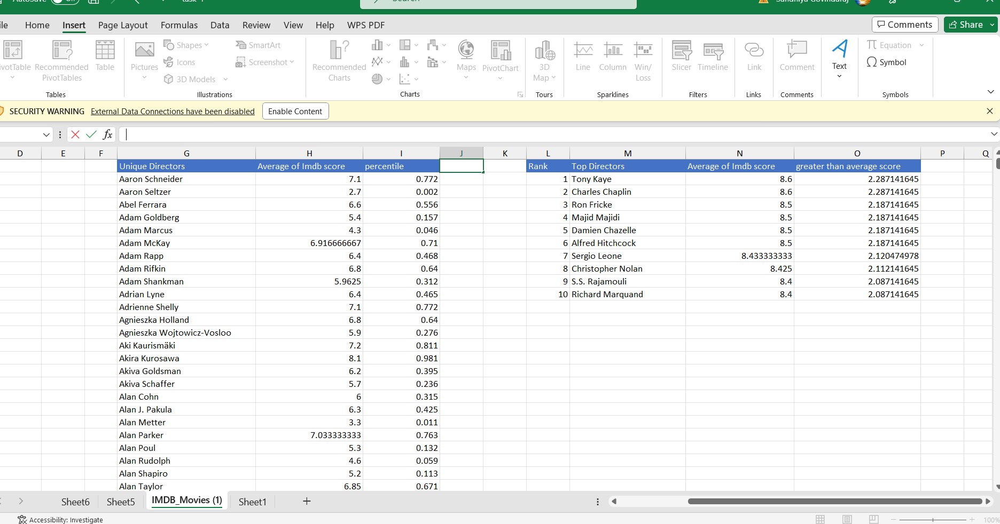 File Home Insert Page Layout Formulas Data Review View Help WPS PDF Comments Share
PivotTable Recommended PivotTables Table
Tables
Pictures Shapes Icons 3D Models SmartArt Screenshot
Illustrations
Recommended Charts Maps PivotChart
Charts
3D Map
Tours
Line Column Win/Loss
Sparklines
Slicer Timeline
Filters
Link
Links
Comment
Comments
Text
Equation
Symbol
Symbols
SECURITY WARNING External Data Connections have been disabled Enable Content
fx
D E F G H I J K L M N O P Q
Unique Directors Average of Imdb score percentile Rank Top Directors Average of Imdb score greater than average score
Aaron Schneider 7.1 0.772 1 Tony Kaye 8.6 2.287141645
Aaron Seltzer 2.7 0.002 2 Charles Chaplin 8.6 2.287141645
Abel Ferrara 6.6 0.556 3 Ron Fricke 8.5 2.187141645
Adam Goldberg 5.4 0.157 4 Majid Majidi 8.5 2.187141645
Adam Marcus 4.3 0.046 5 Damien Chazelle 8.5 2.187141645
Adam McKay 6.916666667 0.71 6 Alfred Hitchcock 8.5 2.187141645
Adam Rapp 6.4 0.468 7 Sergio Leone 8.433333333 2.120474978
Adam Rifkin 6.8 0.64 8 Christopher Nolan 8.425 2.112141645
Adam Shankman 5.9625 0.312 9 S.S. Rajamouli 8.4 2.087141645
Adrian Lyne 6.4 0.465 10 Richard Marquand 8.4 2.087141645
Adrienne Shelly 7.1 0.772
Agnieszka Holland 6.8 0.64
Agnieszka Wojtowicz-Vosloo 5.9 0.276
Aki Kaurismäki 7.2 0.811
Akira Kurosawa 8.1 0.981
Akiva Goldsman 6.2 0.395
Akiva Schaffer 5.7 0.236
Alan Cohn 6 0.315
Alan J. Pakula 6.3 0.425
Alan Metter 3.3 0.011
Alan Parker 7.033333333 0.763
Alan Poul 5.3 0.132
Alan Rudolph 4.6 0.059
Alan Shapiro 5.2 0.113
Alan Taylor 6.85 0.671
Sheet6 Sheet5 IMDB_Movies (1) Sheet1
Accessibility: Investigate 100%